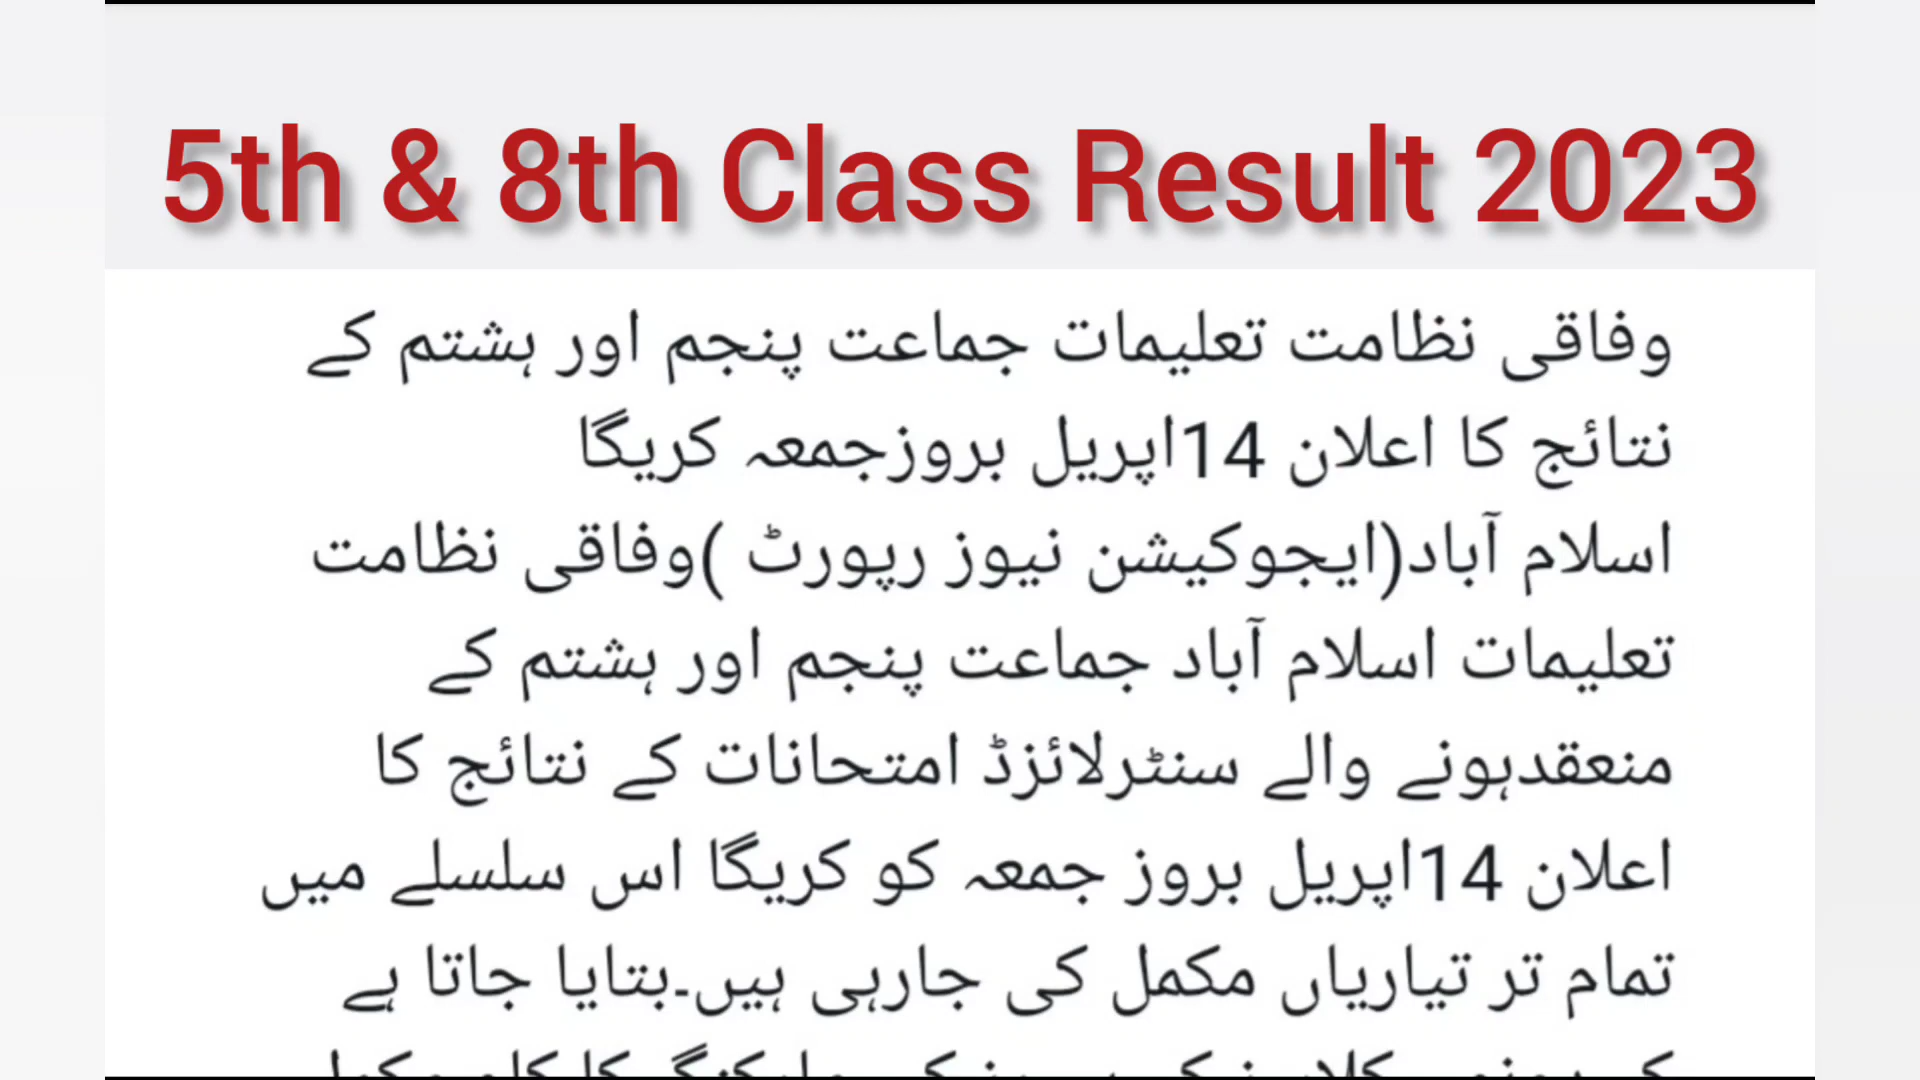 5th & 8th Class Result 2023
وفاقی نظامت تعلیمات جماعت پنجم اور ہشتم کے
نتائج کا اعلان 14اپریل بروزجمعہ کریگا
اسلام آباد(ایجوکیشن نیوز رپورٹ )وفاقی نظامت
تعلیمات اسلام آباد جماعت پنجم اور ہشتم کے
منعقدہونے والے سنٹرلائزڈ امتحانات کے نتائج کا
اعلان 14اپریل بروز جمعہ کو کریگا اس سلسلے میں
تمام تر تیاریاں مکمل کی جارہی ہیں۔بتایا جاتا ہے